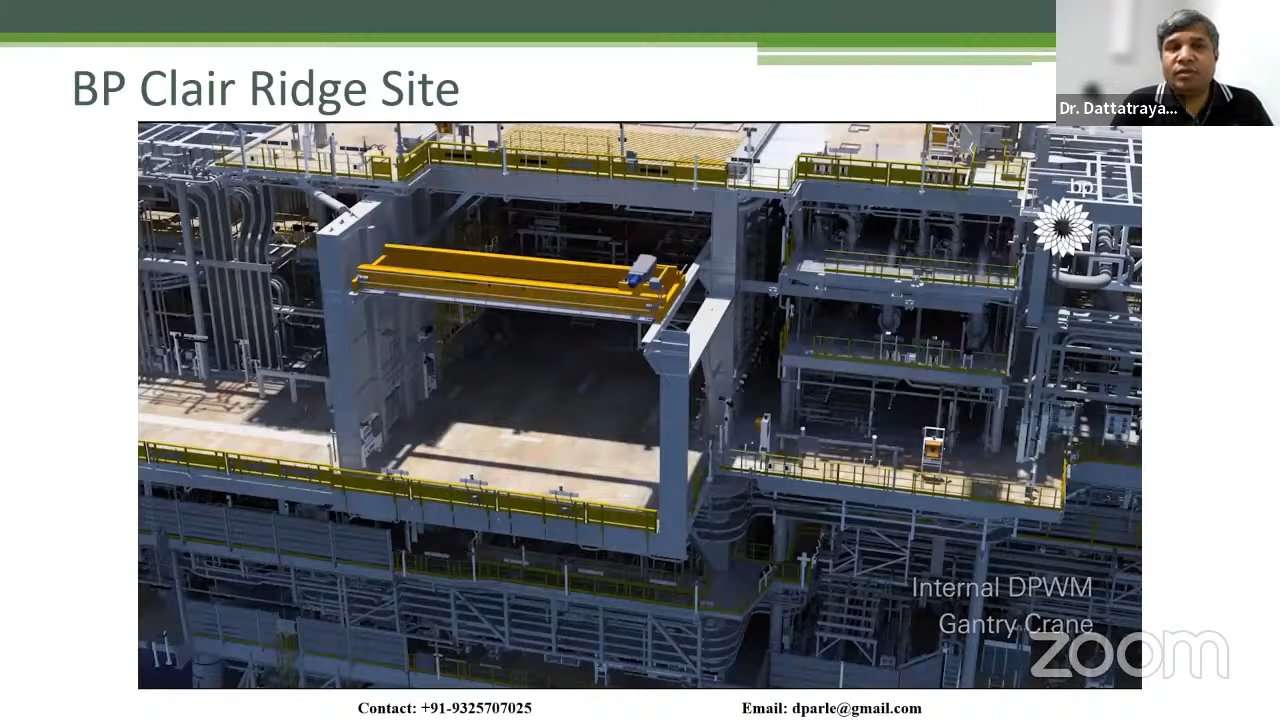 BP Clair Ridge Site
Dr. Dattatraya...
bp
Internal DPWM
Gantry Crane
zoom
Contact: +91-9325707025
Email: dparle@gmail.com